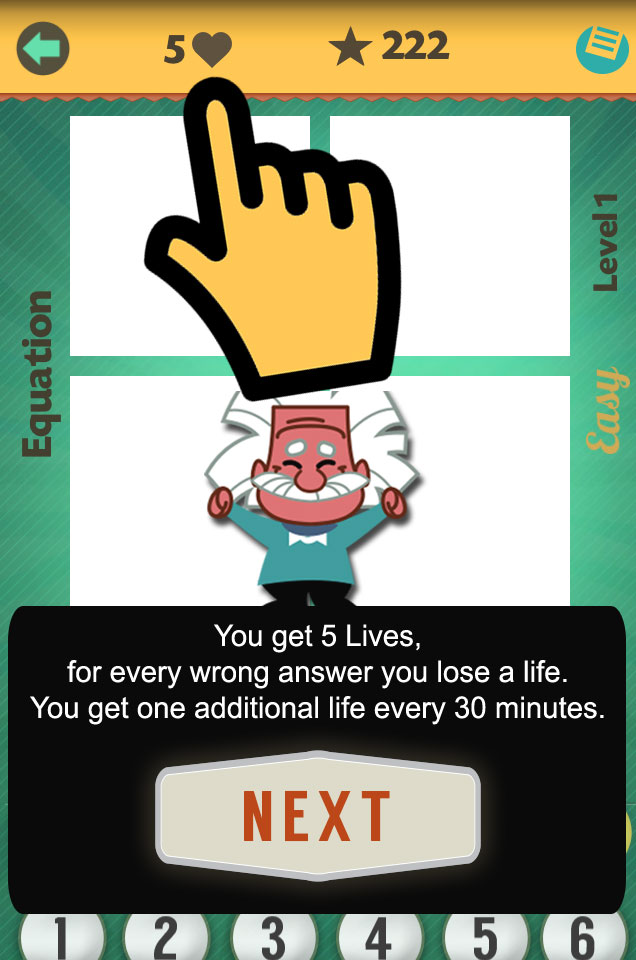 5
222
Equation
Level 1
Easy
You get 5 Lives,
for every wrong answer you lose a life.
You get one additional life every 30 minutes.
NEXT
1 2 3 4 5 6